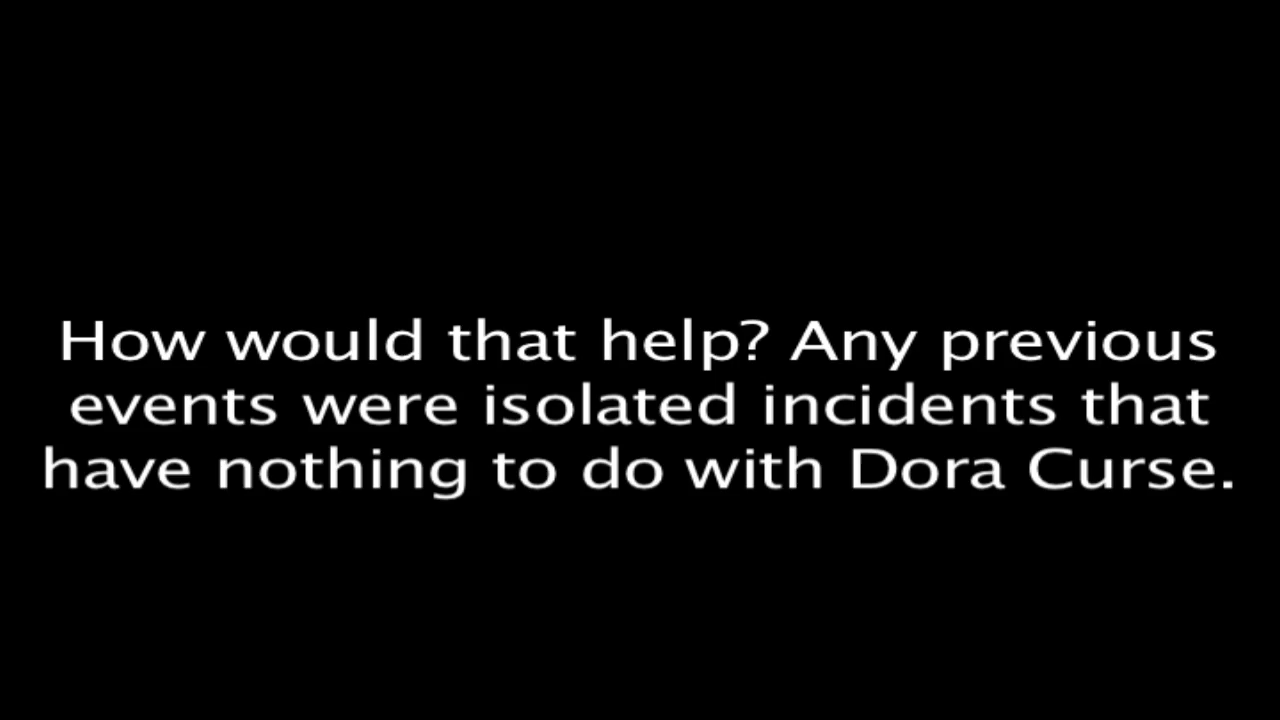 How would that help? Any previous
events were isolated incidents that
have nothing to do with Dora Curse.